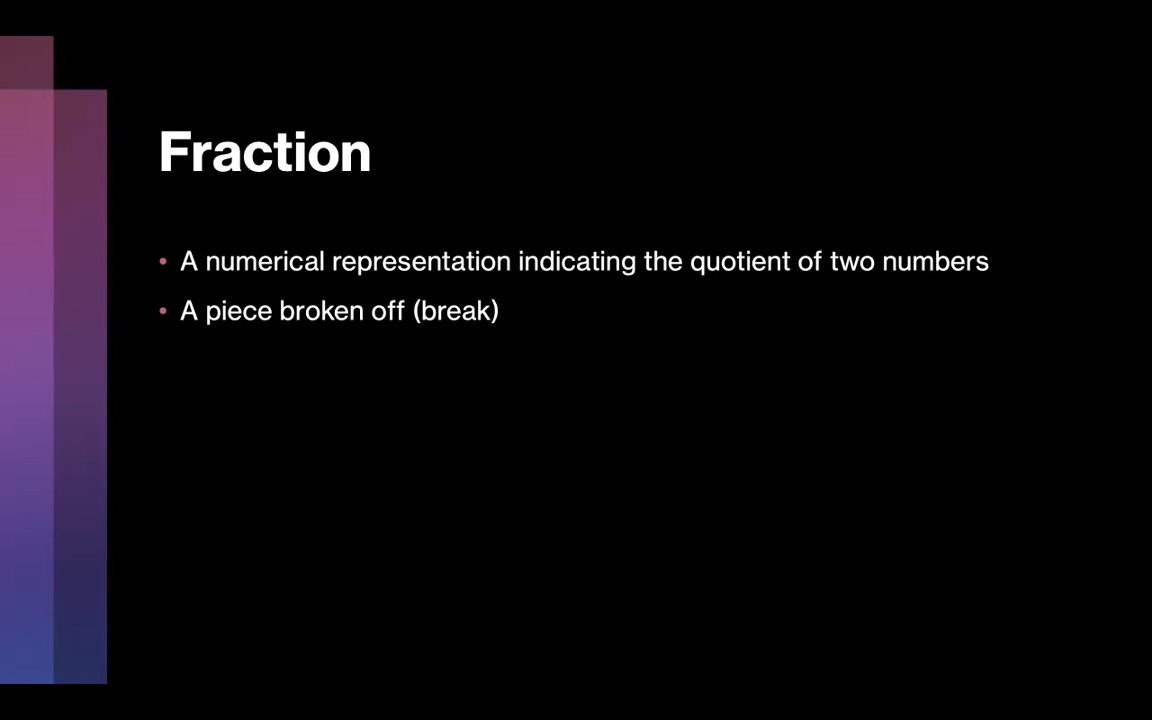 Fraction
• A numerical representation indicating the quotient of two numbers
• A piece broken off (break)